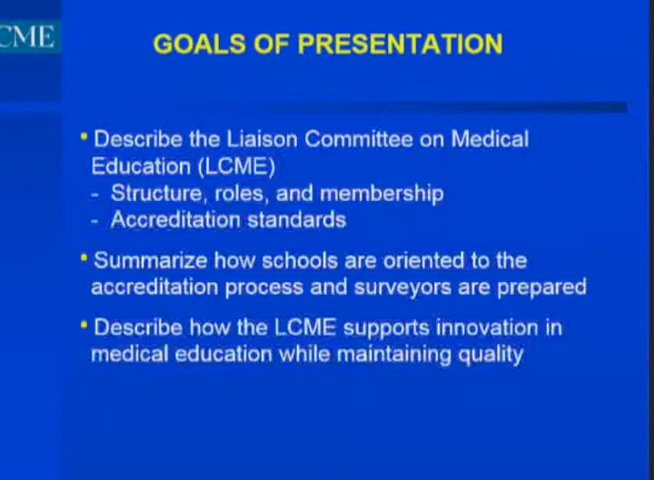 CME
GOALS OF PRESENTATION
• Describe the Liaison Committee on Medical
Education (LCME)
- Structure, roles, and membership
- Accreditation standards
• Summarize how schools are oriented to the
accreditation process and surveyors are prepared
• Describe how the LCME supports innovation in
medical education while maintaining quality